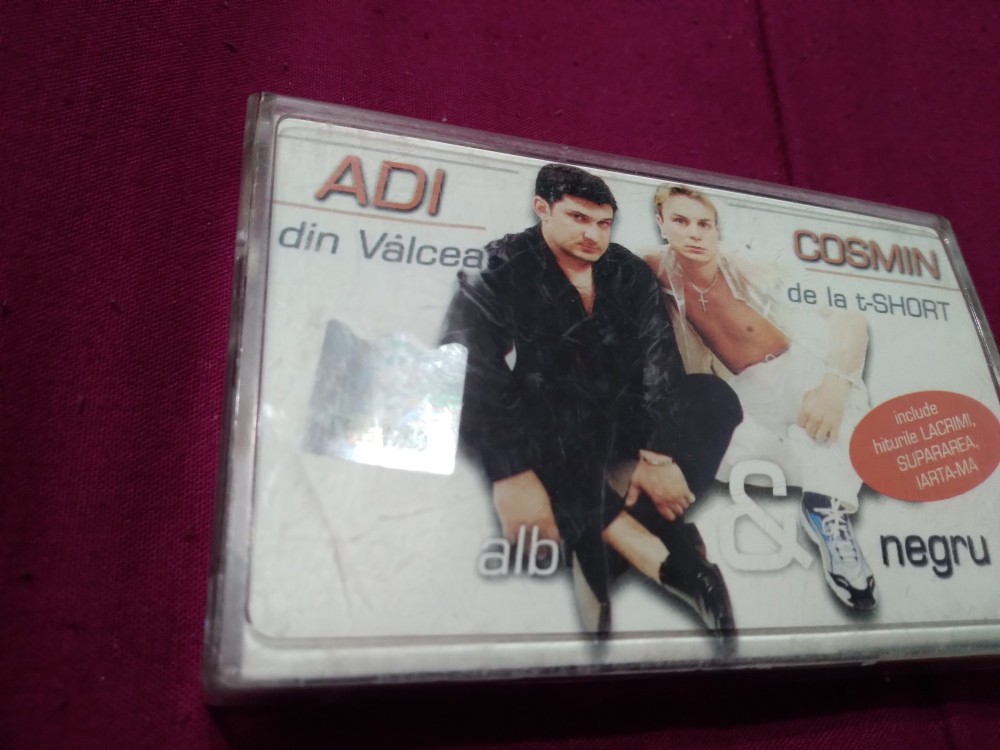 ADI
din Vâlcea
COSMIN
de la t-SHORT
include
hiturile LACRIMI,
SUPARAREA,
IARTA-MA
alb & negru